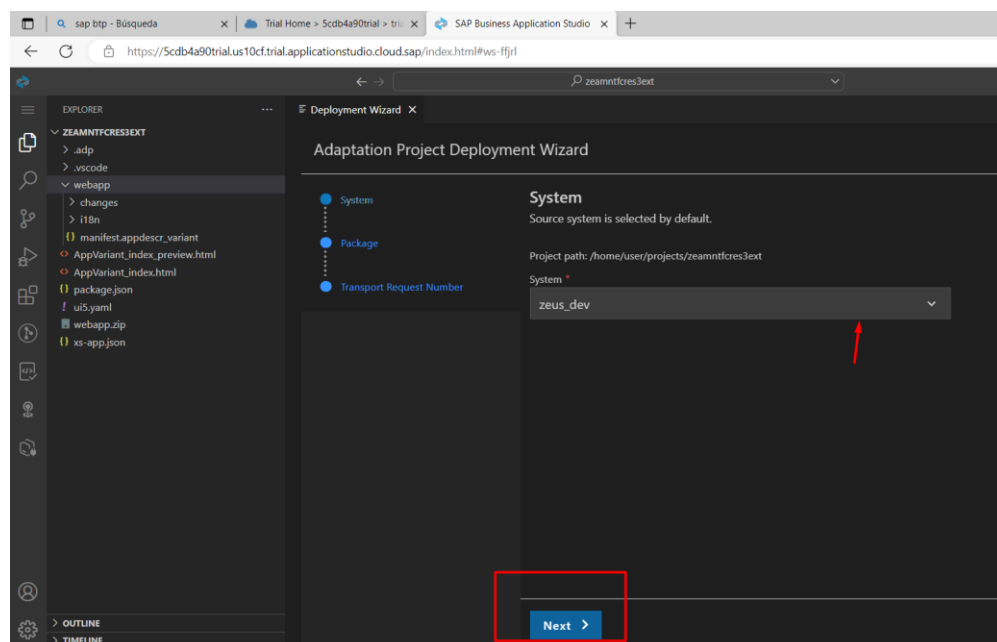 sap btp - Búsqueda
Trial Home > 5cdb4a90trial > tri
SAP Business Application Studio
https://5cdb4a90trial.us10cf.trial.applicationstudio.cloud.sap/index.html#ws-ffjrl
zeamntfcres3ext
EXPLORER
ZEAMNTFCRES3EXT
.adp
.vscode
webapp
changes
i18n
manifest.appdescr_variant
AppVariant_index_preview.html
AppVariant_index.html
package.json
ui5.yaml
webapp.zip
xs-app.json
OUTLINE
TIMELINE
Deployment Wizard
Adaptation Project Deployment Wizard
System
Package
Transport Request Number
System
Source system is selected by default.
Project path: /home/user/projects/zeamntfcres3ext
System *
zeus_dev
Next >